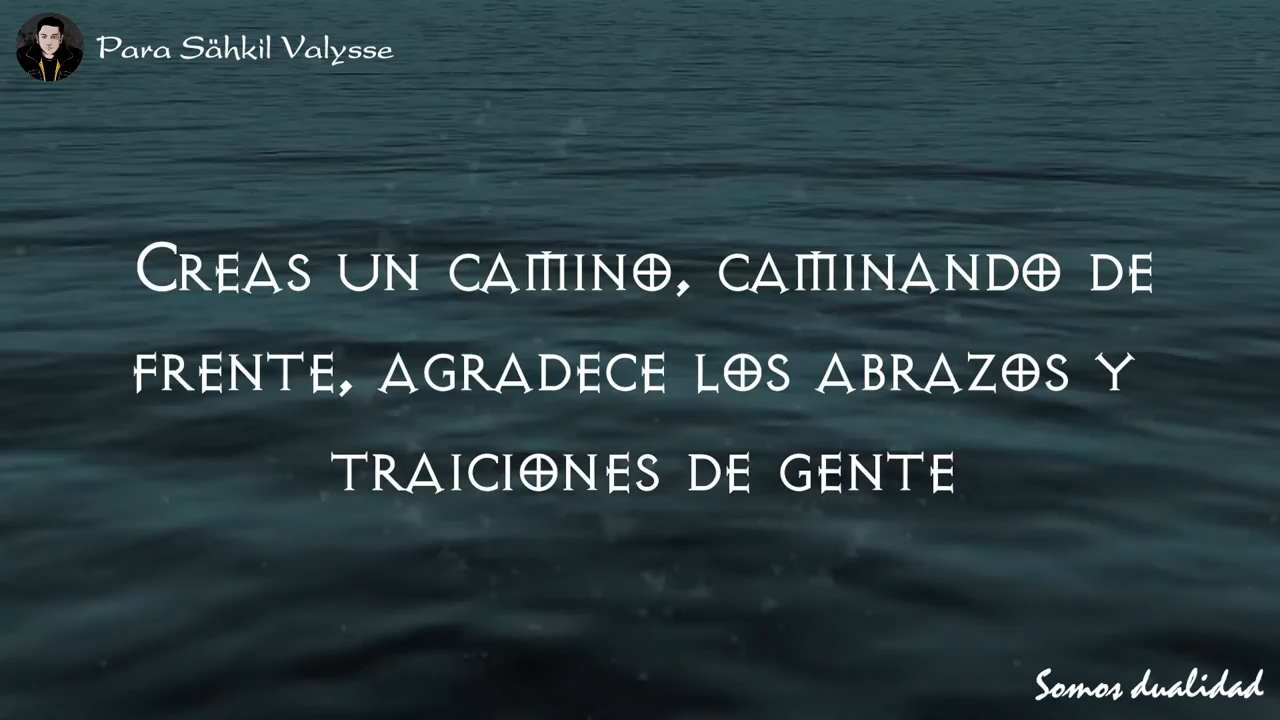 Para Sähkil Valysse
Creas un camino, caminando de
frente, agradece los abrazos y
traiciones de gente
Somos dualidad